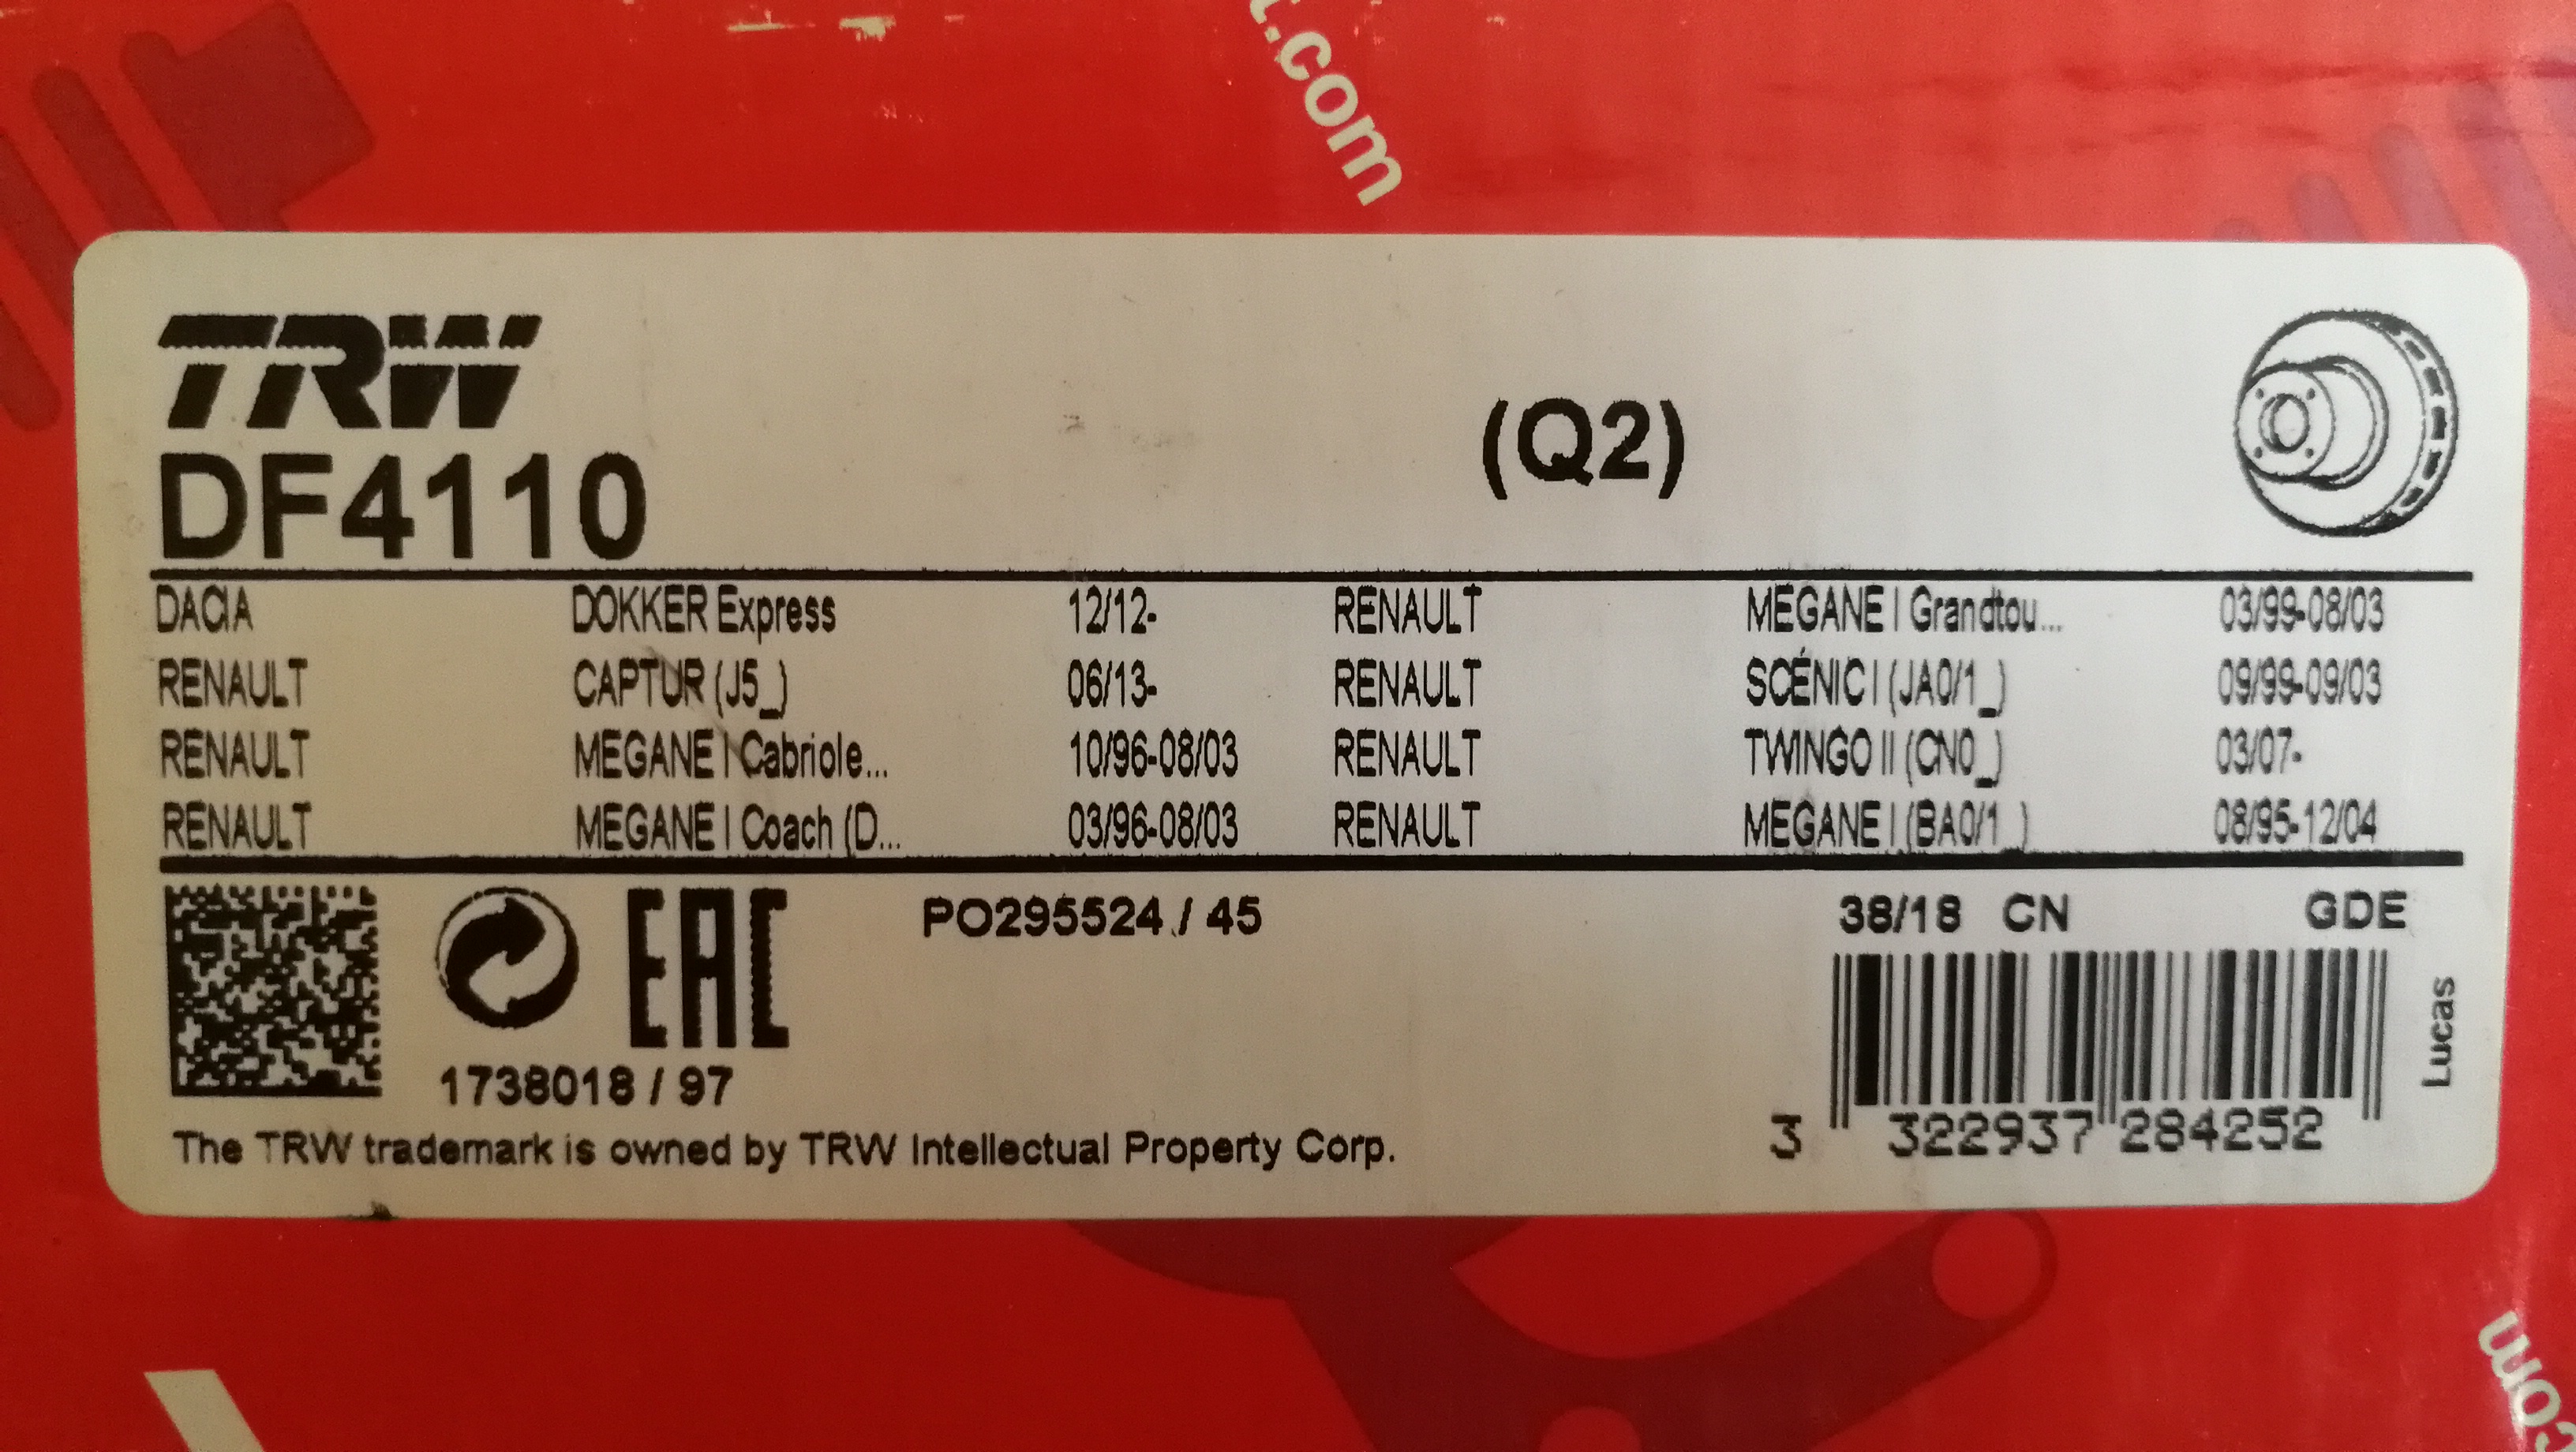 t.com
TRW
DF4110
(Q2)
DACIA DOKKER Express 12/12- RENAULT MEGANE I Grandtou... 03/99-08/03
RENAULT CAPTUR (J5_) 06/13- RENAULT SCÉNIC I (JA0/1_) 09/99-09/03
RENAULT MEGANE I Cabriole... 10/96-08/03 RENAULT TWINGO II (CN0_) 03/07-
RENAULT MEGANE I Coach (D... 03/96-08/03 RENAULT MEGANE I (BA0/1_) 08/95-12/04
EAC
PO295524 / 45
38/18 CN GDE
Lucas
1738018 / 97
3 322937 284252
The TRW trademark is owned by TRW Intellectual Property Corp.
com